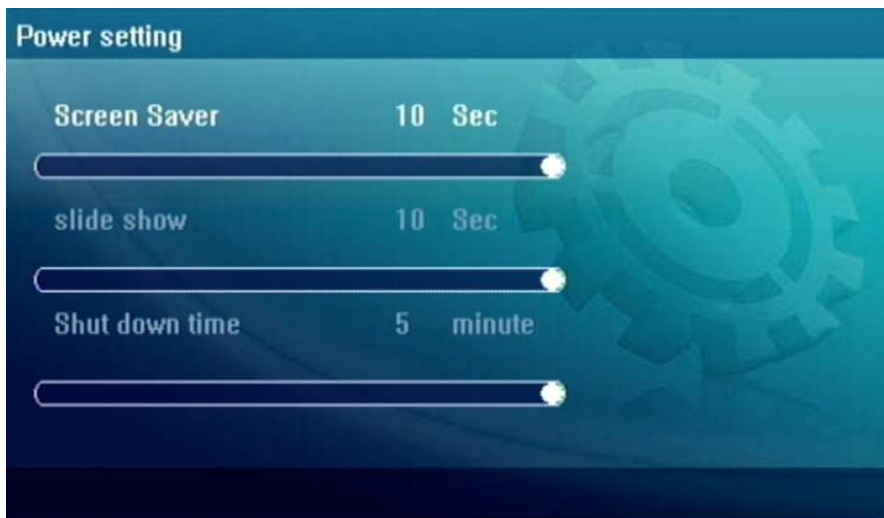 Power setting
Screen Saver 10 Sec
slide show 10 Sec
Shut down time 5 minute